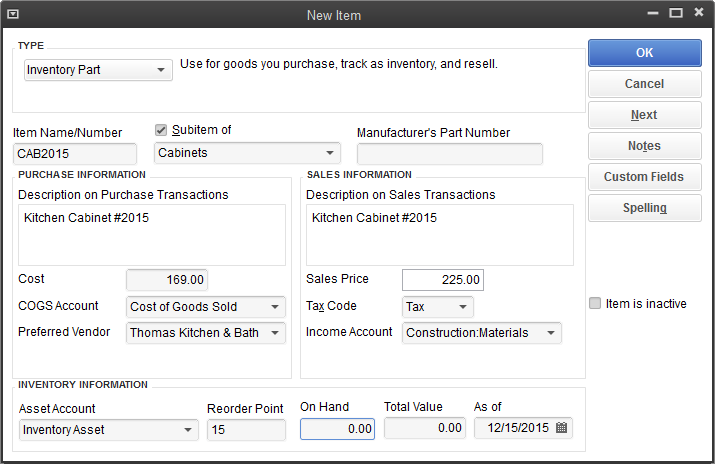 New Item
TYPE
Inventory Part
Use for goods you purchase, track as inventory, and resell.
OK
Cancel
Next
Notes
Custom Fields
Spelling
Item Name/Number
Subitem of
Manufacturer's Part Number
CAB2015
Cabinets
PURCHASE INFORMATION
Description on Purchase Transactions
Kitchen Cabinet #2015
Cost
169.00
COGS Account
Cost of Goods Sold
Preferred Vendor
Thomas Kitchen & Bath
SALES INFORMATION
Description on Sales Transactions
Kitchen Cabinet #2015
Sales Price
225.00
Tax Code
Tax
Income Account
Construction:Materials
Item is inactive
INVENTORY INFORMATION
Asset Account
Reorder Point
On Hand
Total Value
As of
Inventory Asset
15
0.00
0.00
12/15/2015